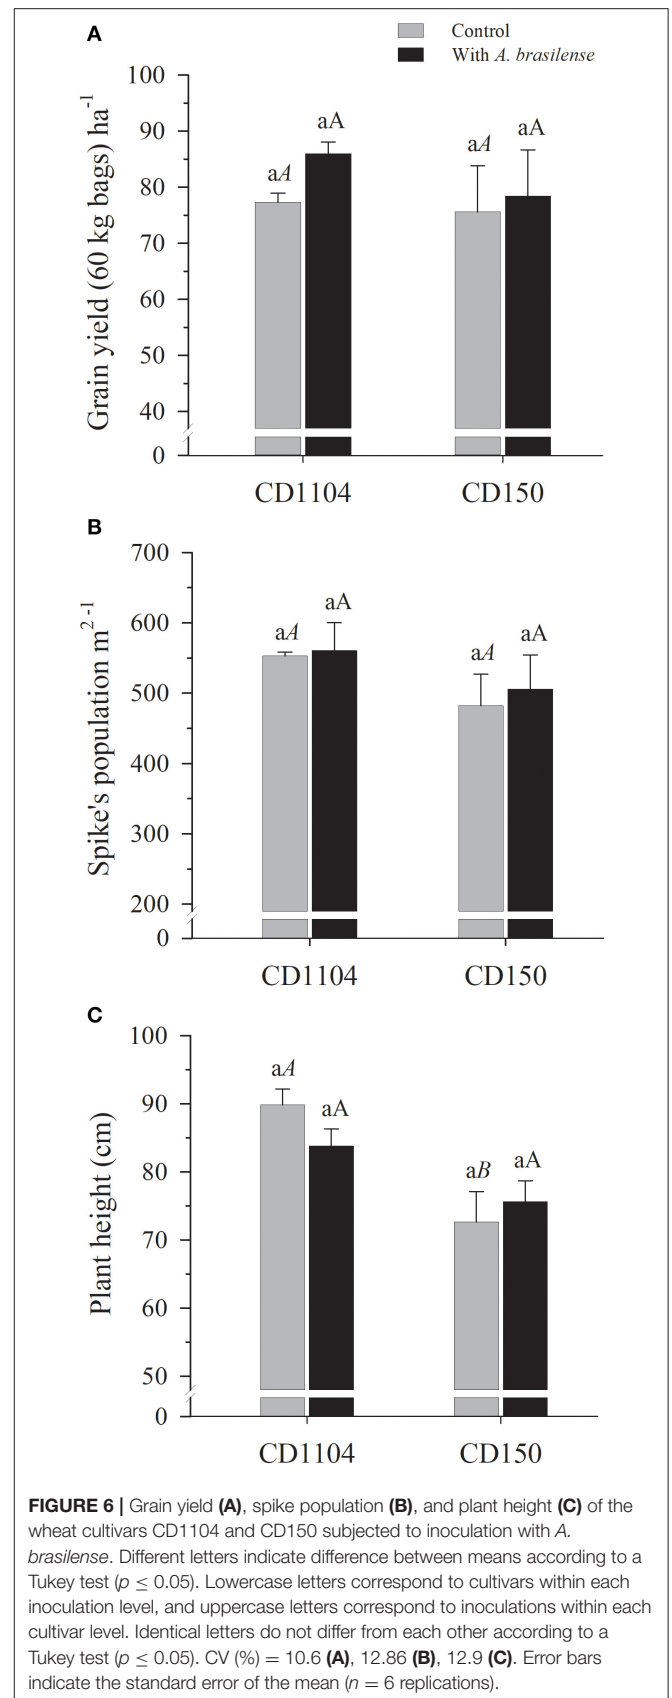 A
Control
With A. brasilense
Grain yield (60 kg bags) ha-1
100
90
80
70
60
50
40
0
aA
aA
aA
aA
CD1104
CD150
B
Spike's population m2 -1
700
600
500
400
300
200
0
aA
aA
aA
aA
CD1104
CD150
C
Plant height (cm)
100
90
80
70
60
50
0
aA
aA
aB
aA
CD1104
CD150
FIGURE 6 | Grain yield (A), spike population (B), and plant height (C) of the
wheat cultivars CD1104 and CD150 subjected to inoculation with A.
brasilense. Different letters indicate difference between means according to a
Tukey test (p ≤ 0.05). Lowercase letters correspond to cultivars within each
inoculation level, and uppercase letters correspond to inoculations within each
cultivar level. Identical letters do not differ from each other according to a
Tukey test (p ≤ 0.05). CV (%) = 10.6 (A), 12.86 (B), 12.9 (C). Error bars
indicate the standard error of the mean (n = 6 replications).